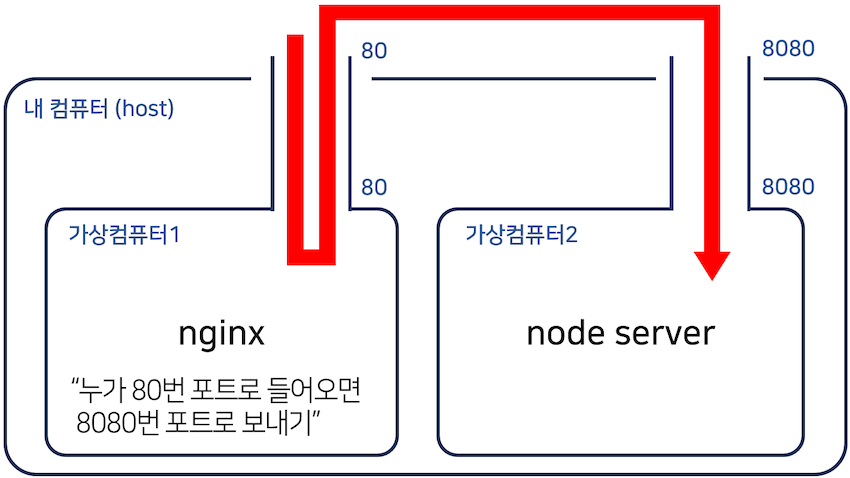 80
8080
내 컴퓨터 (host)
80
8080
가상컴퓨터1
가상컴퓨터2
nginx
node server
“누가 80번 포트로 들어오면
8080번 포트로 보내기”